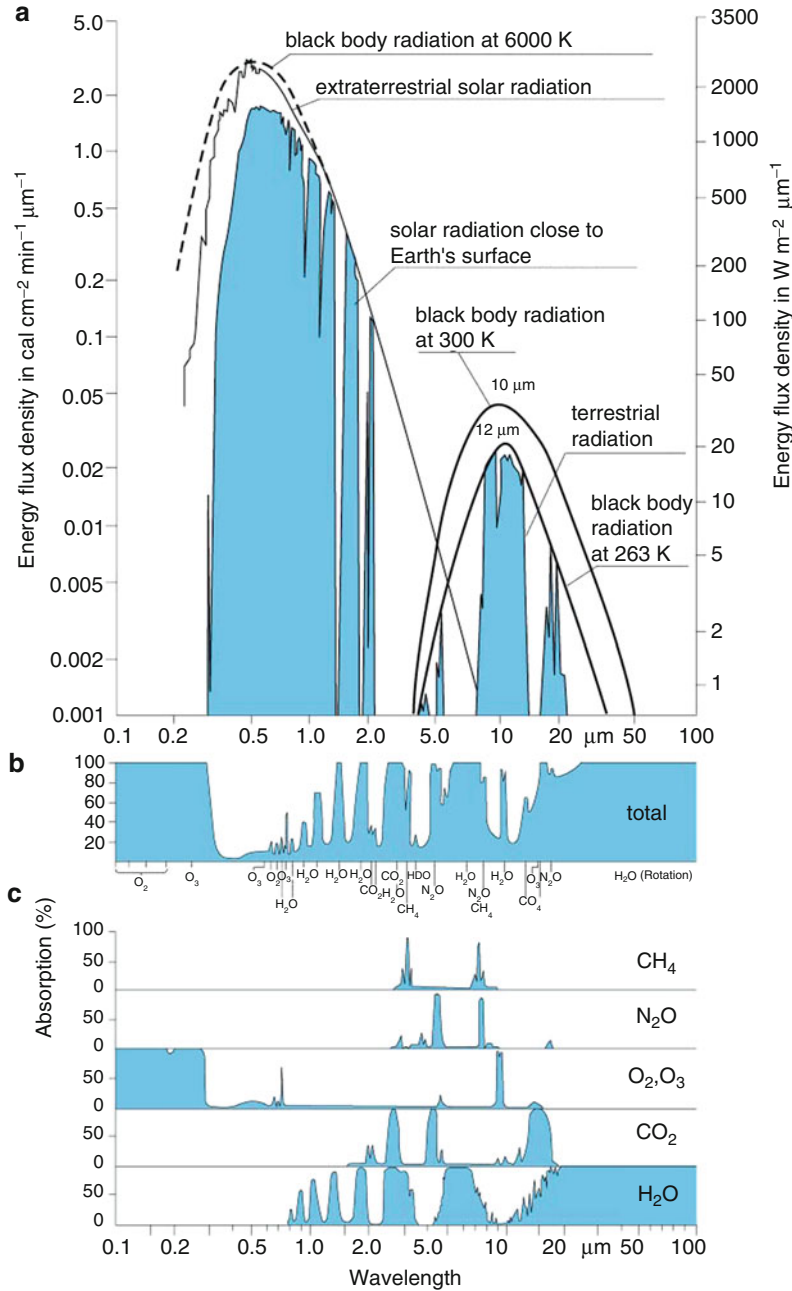 a
Energy flux density in cal cm⁻² min⁻¹ μm⁻¹
5.0
2.0
1.0
0.5
0.2
0.1
0.05
0.02
0.01
0.005
0.002
0.001
black body radiation at 6000 K
extraterrestrial solar radiation
solar radiation close to
Earth's surface
black body radiation
at 300 K
10 μm
12 μm
terrestrial
radiation
black body
radiation
at 263 K
3500
2000
1000
500
200
100
50
20
10
5
2
1
Energy flux density in W m⁻² μm⁻¹
0.1 0.2 0.5 1.0 2.0 5.0 10 20 μm 50 100
b
100
80
60
40
20
total
O₂ O₃ O₃ O₂ O₃ H₂O H₂O H₂O CO₂ HDO H₂O H₂O O₃ N₂O H₂O (Rotation)
CO₂ H₂O N₂O N₂O CO₄
H₂O CH₄ CH₄
c
Absorption (%)
100
50
0
CH₄
50
0
N₂O
50
0
O₂,O₃
50
0
CO₂
50
0
H₂O
0.1 0.2 0.5 1.0 2.0 5.0 10 20 μm 50 100
Wavelength